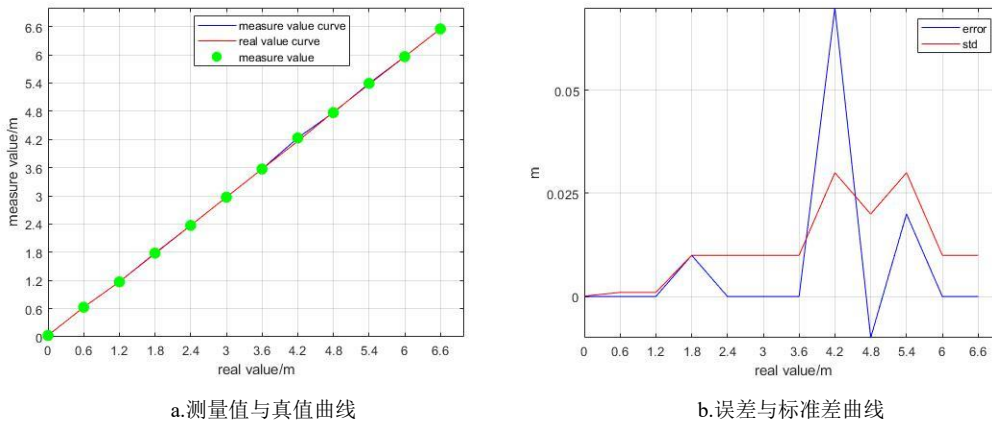 6.6
6
5.4
4.8
4.2
3.6
3
2.4
1.8
1.2
0.6
0
measure value/m
measure value curve
real value curve
measure value
0 0.6 1.2 1.8 2.4 3 3.6 4.2 4.8 5.4 6 6.6
real value/m
a.测量值与真值曲线
0.05
0.025
0
m
error
std
0 0.6 1.2 1.8 2.4 3 3.6 4.2 4.8 5.4 6 6.6
real value/m
b.误差与标准差曲线